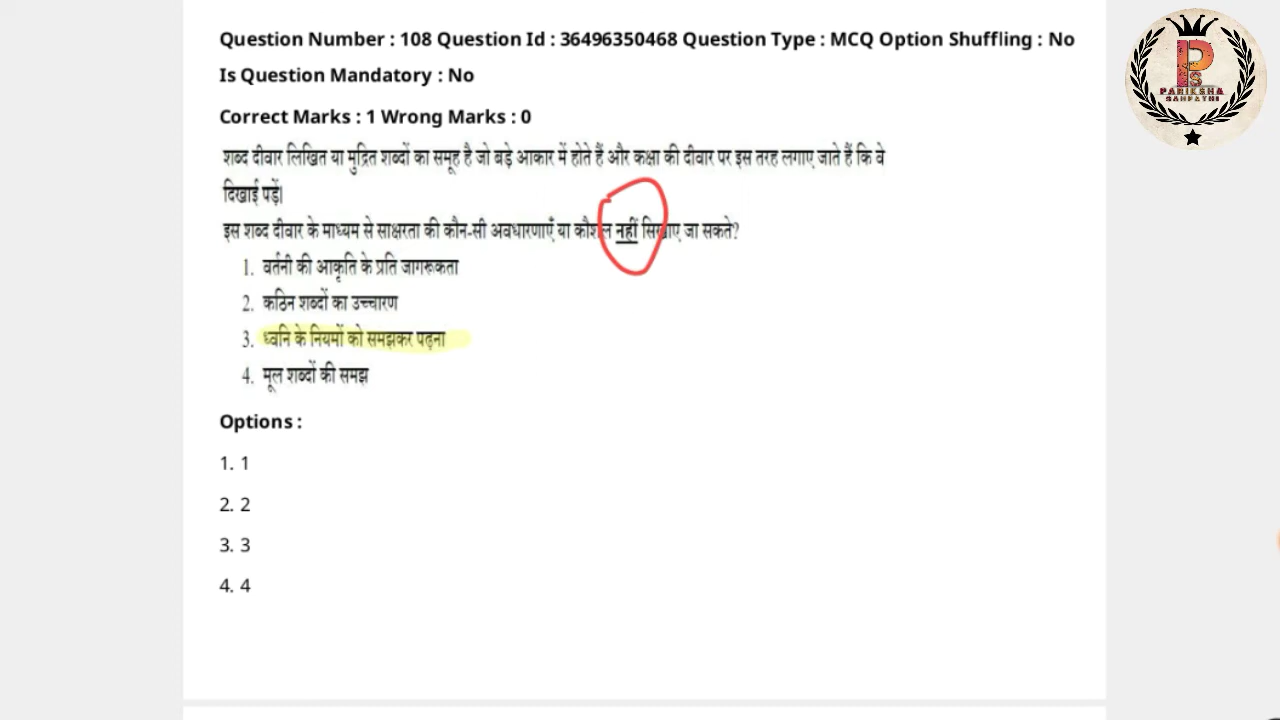 Question Number : 108 Question Id : 36496350468 Question Type : MCQ Option Shuffling : No
Is Question Mandatory : No
Correct Marks : 1 Wrong Marks : 0
शब्द दीवार लिखित या मुद्रित शब्दों का समूह है जो बड़े आकार में होते हैं और कक्षा की दीवार पर इस तरह लगाए जाते हैं कि वे
दिखाई पड़ें।
इस शब्द दीवार के माध्यम से साक्षरता की कौन-सी अवधारणाएँ या कौशल नहीं सिखाए जा सकते?
1. वर्तनी की आकृति के प्रति जागरूकता
2. कठिन शब्दों का उच्चारण
3. ध्वनि के नियमों को समझकर पढ़ना
4. मूल शब्दों की समझ
Options :
1. 1
2. 2
3. 3
4. 4
P
S
PARIKSHA
SAMPATHI